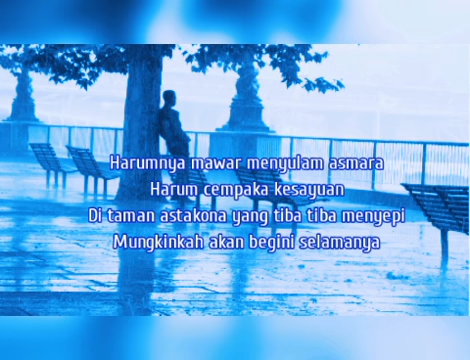 Harumnya mawar menyulam asmara
Harum cempaka kesayuan
Di taman astakona yang tiba tiba menyepi
Mungkinkah akan begini selamanya